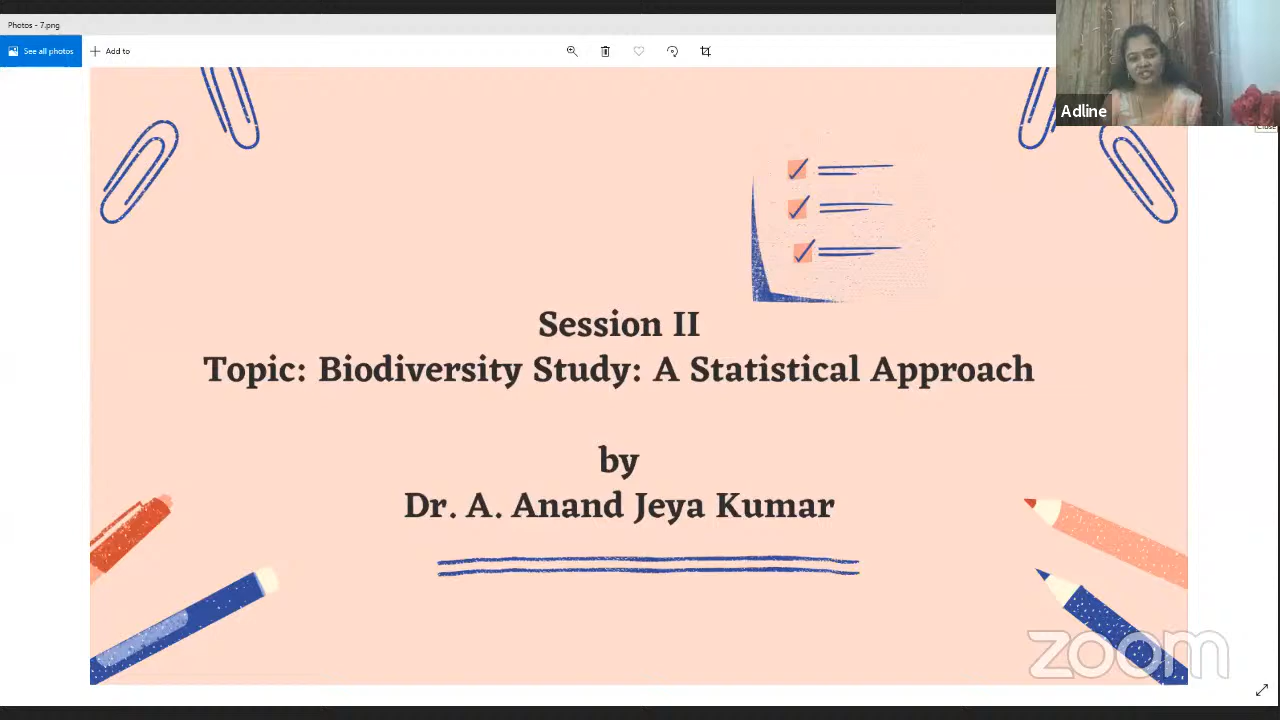 Photos - 7.png
See all photos
Add to
Adline
Close
Session II
Topic: Biodiversity Study: A Statistical Approach
by
Dr. A. Anand Jeya Kumar
zoom